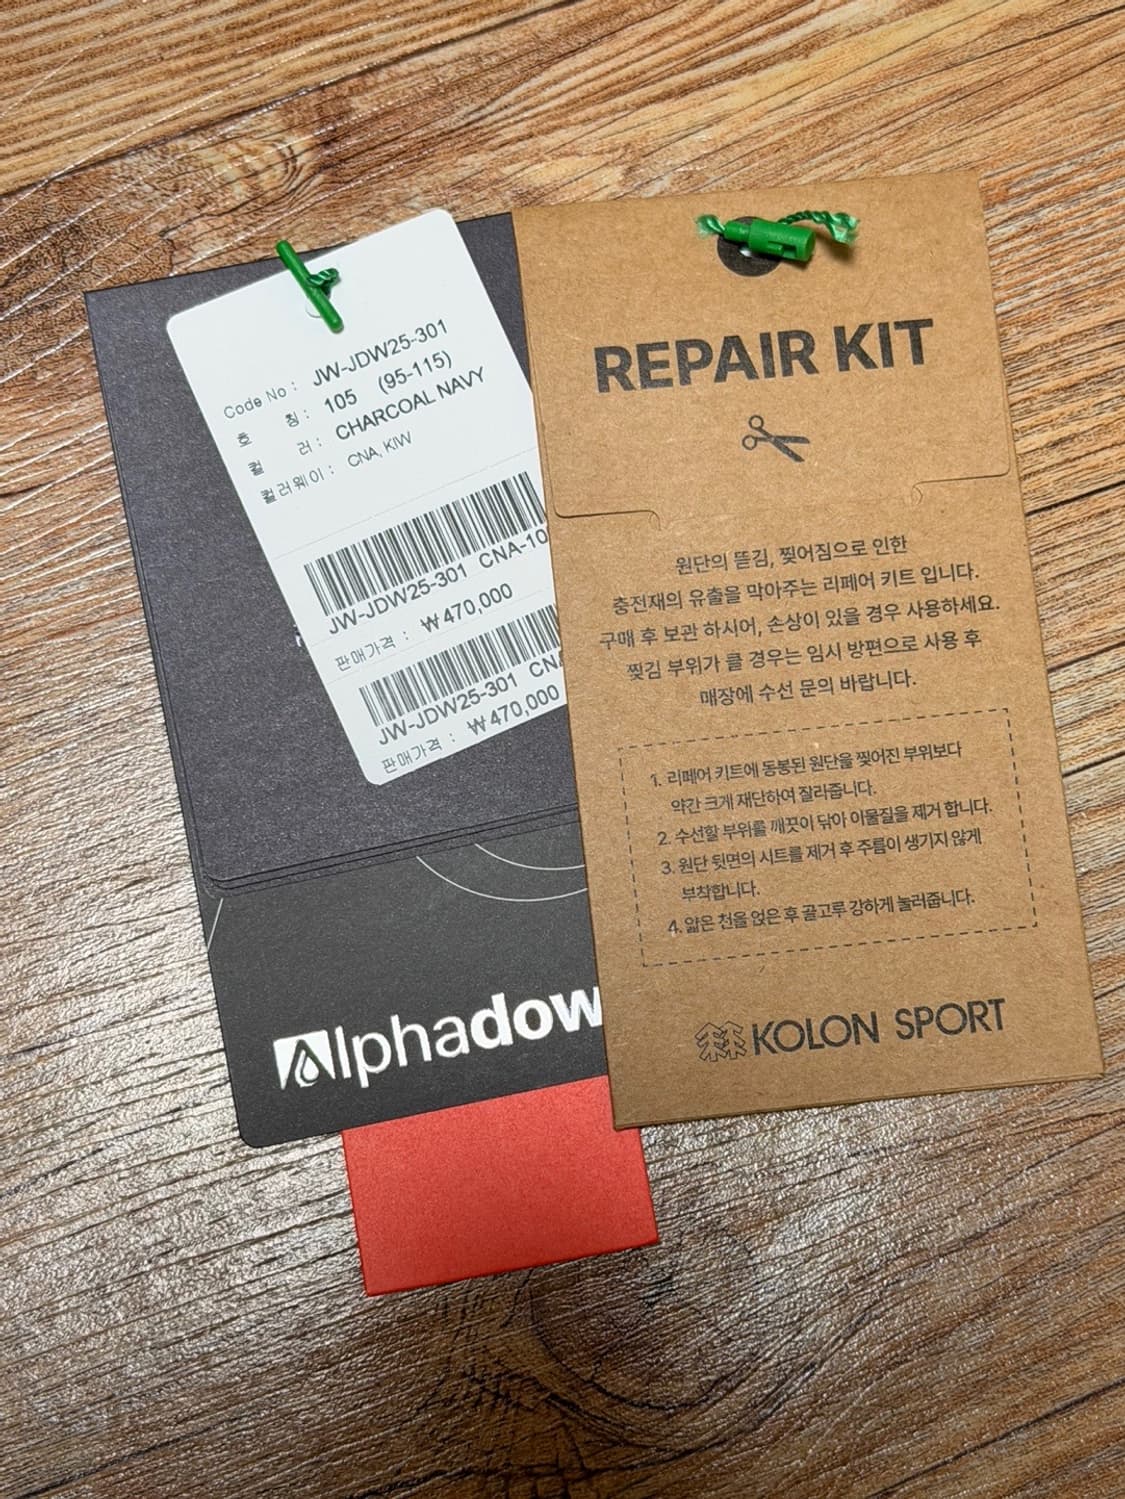 Code No : JW-JDW25-301
호 칭 : 105 (95-115)
컬 러 : CHARCOAL NAVY
컬러웨이 : CNA, KIW
JW-JDW25-301 CNA-10
판매가격 : ₩470,000
JW-JDW25-301 CNA
판매가격 : ₩470,000
Alphadow
REPAIR KIT
원단의 뜯김, 찢어짐으로 인한
충전재의 유출을 막아주는 리페어 키트 입니다.
구매 후 보관 하시어, 손상이 있을 경우 사용하세요.
찢김 부위가 클 경우는 임시 방편으로 사용 후
매장에 수선 문의 바랍니다.
1. 리페어 키트에 동봉된 원단을 찢어진 부위보다
약간 크게 재단하여 잘라줍니다.
2. 수선할 부위를 깨끗이 닦아 이물질을 제거 합니다.
3. 원단 뒷면의 시트를 제거 후 주름이 생기지 않게
부착합니다.
4. 얇은 천을 얹은 후 골고루 강하게 눌러줍니다.
KOLON SPORT